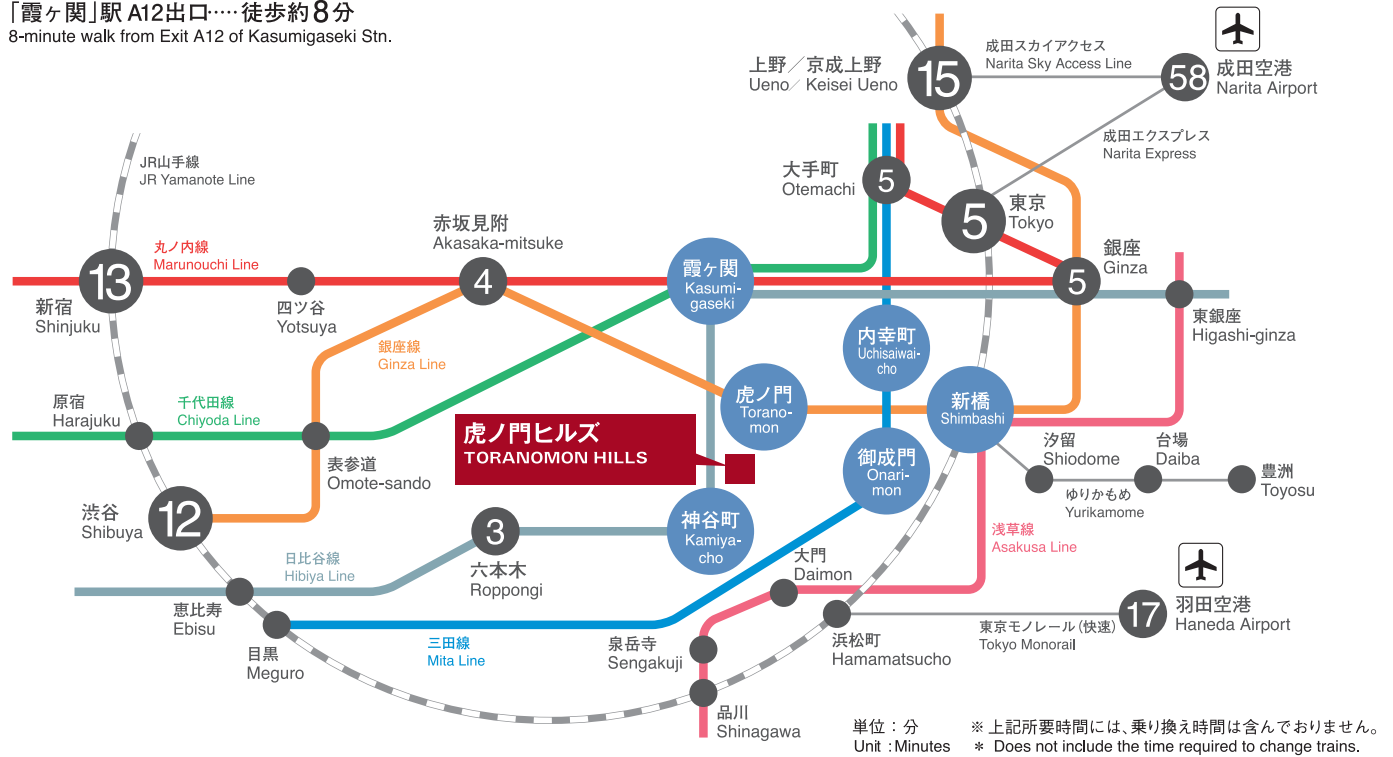 「霞ヶ関」駅 A12出口……徒歩約8分
8-minute walk from Exit A12 of Kasumigaseki Stn.
上野／京成上野
Ueno／Keisei Ueno
15
成田スカイアクセス
Narita Sky Access Line
58
成田空港
Narita Airport
成田エクスプレス
Narita Express
JR山手線
JR Yamanote Line
大手町
Otemachi
5
5
東京
Tokyo
赤坂見附
Akasaka-mitsuke
丸ノ内線
Marunouchi Line
13
新宿
Shinjuku
四ツ谷
Yotsuya
4
霞ヶ関
Kasumi-
gaseki
銀座
Ginza
5
東銀座
Higashi-ginza
銀座線
Ginza Line
内幸町
Uchisaiwai-
cho
虎ノ門
Torano-
mon
新橋
Shimbashi
原宿
Harajuku
千代田線
Chiyoda Line
表参道
Omote-sando
虎ノ門ヒルズ
TORANOMON HILLS
御成門
Onari-
mon
汐留
Shiodome
台場
Daiba
豊洲
Toyosu
ゆりかもめ
Yurikamome
渋谷
Shibuya
12
3
六本木
Roppongi
神谷町
Kamiya-
cho
浅草線
Asakusa Line
日比谷線
Hibiya Line
大門
Daimon
恵比寿
Ebisu
目黒
Meguro
三田線
Mita Line
泉岳寺
Sengakuji
浜松町
Hamamatsucho
東京モノレール（快速）
Tokyo Monorail
17
羽田空港
Haneda Airport
品川
Shinagawa
単位：分 ※上記所要時間には、乗り換え時間は含んでおりません。
Unit : Minutes * Does not include the time required to change trains.